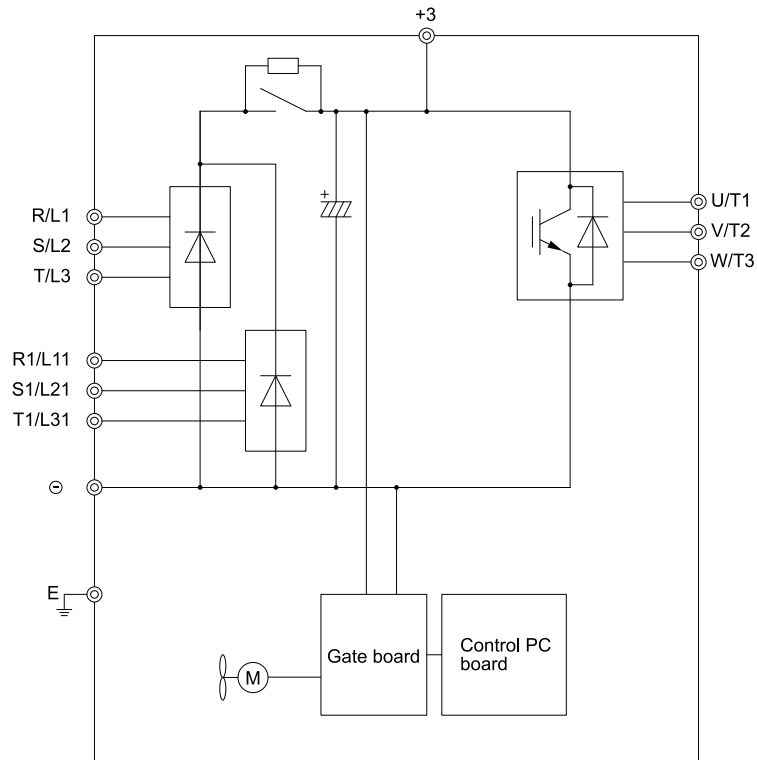 +3
+
R/L1
S/L2
T/L3
U/T1
V/T2
W/T3
R1/L11
S1/L21
T1/L31
⊖
E
Gate board
Control PC
board
M